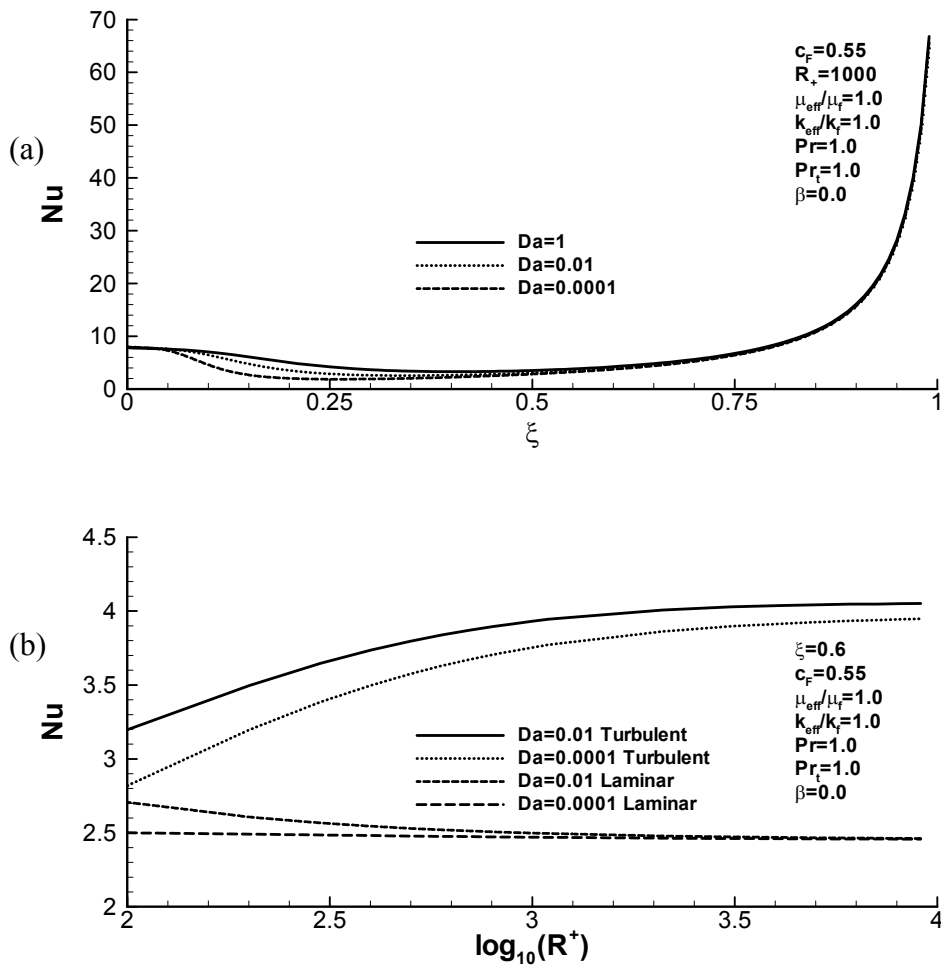 (a)
Nu
70
60
50
40
30
20
10
0
c_F=0.55
R_+=1000
μ_eff/μ_f=1.0
k_eff/k_f=1.0
Pr=1.0
Pr_t=1.0
β=0.0
Da=1
Da=0.01
Da=0.0001
0 0.25 0.5 0.75 1
ξ
(b)
Nu
4.5
4
3.5
3
2.5
2
ξ=0.6
c_F=0.55
μ_eff/μ_f=1.0
k_eff/k_f=1.0
Pr=1.0
Pr_t=1.0
β=0.0
Da=0.01 Turbulent
Da=0.0001 Turbulent
Da=0.01 Laminar
Da=0.0001 Laminar
2 2.5 3 3.5 4
log₁₀(R⁺)